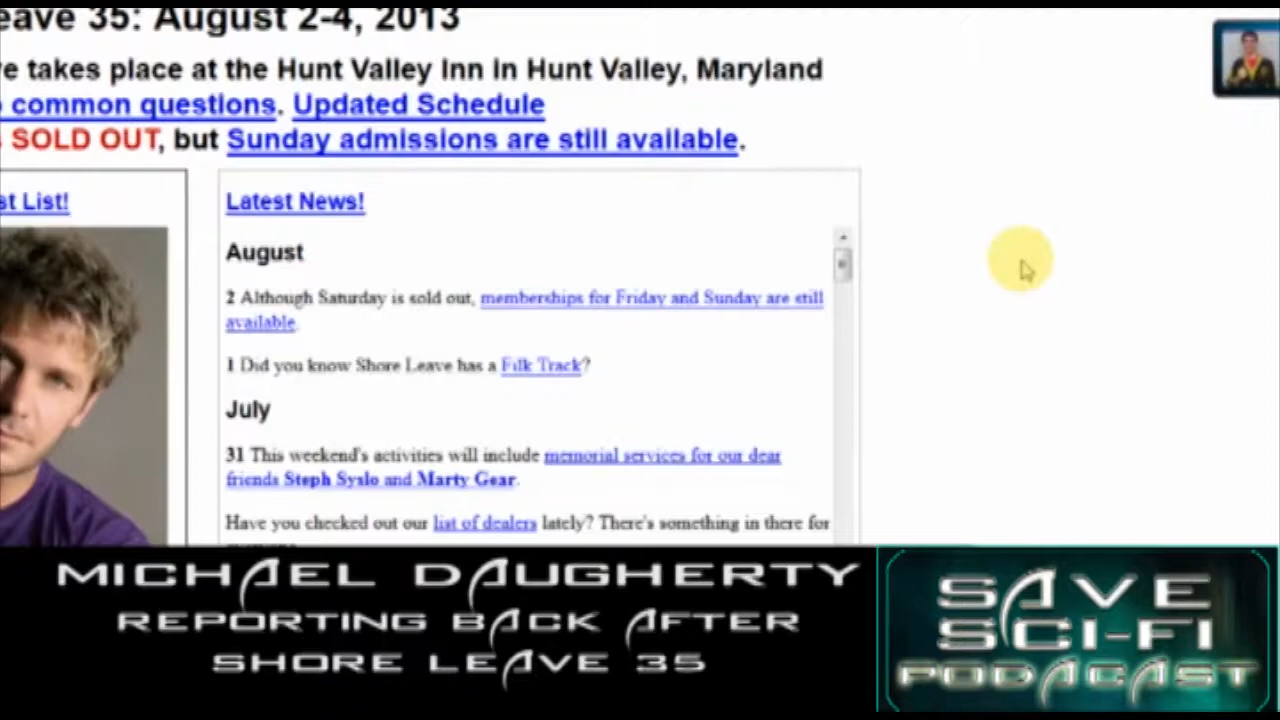 eave 35: August 2-4, 2013
e takes place at the Hunt Valley Inn in Hunt Valley, Maryland
common questions. Updated Schedule
SOLD OUT, but Sunday admissions are still available.
st List!
Latest News!
August
2 Although Saturday is sold out, memberships for Friday and Sunday are still
available.
1 Did you know Shore Leave has a Filk Track?
July
31 This weekend's activities will include memorial services for our dear
friends Steph Syslo and Marty Gear.
Have you checked out our list of dealers lately? There's something in there for
MICHAEL DAUGHERTY
REPORTING BACK AFTER
SHORE LEAVE 35
SAVE
SCI-FI
PODACAST